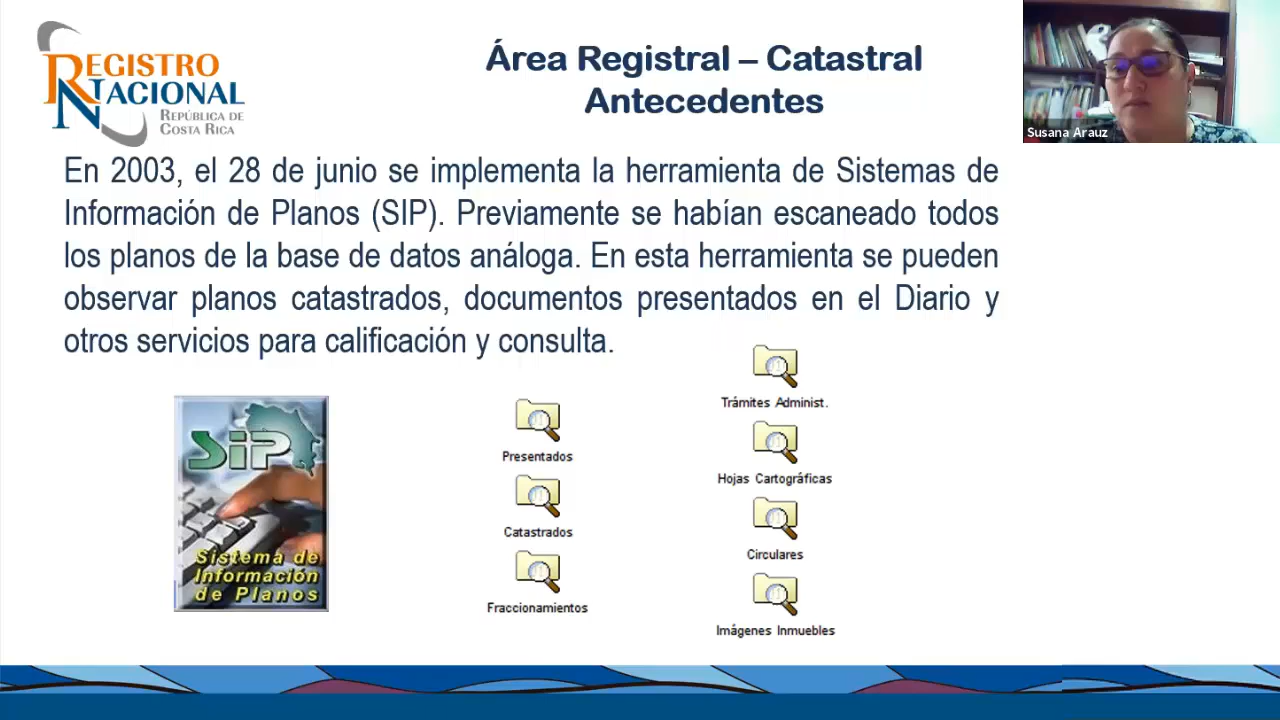 REGISTRO
NACIONAL
REPÚBLICA DE
COSTA RICA
Área Registral – Catastral
Antecedentes
Susana Arauz
En 2003, el 28 de junio se implementa la herramienta de Sistemas de
Información de Planos (SIP). Previamente se habían escaneado todos
los planos de la base de datos análoga. En esta herramienta se pueden
observar planos catastrados, documentos presentados en el Diario y
otros servicios para calificación y consulta.
SiP
Sistema de
Información
de Planos
Presentados
Catastrados
Fraccionamientos
Trámites Administ.
Hojas Cartográficas
Circulares
Imágenes Inmuebles